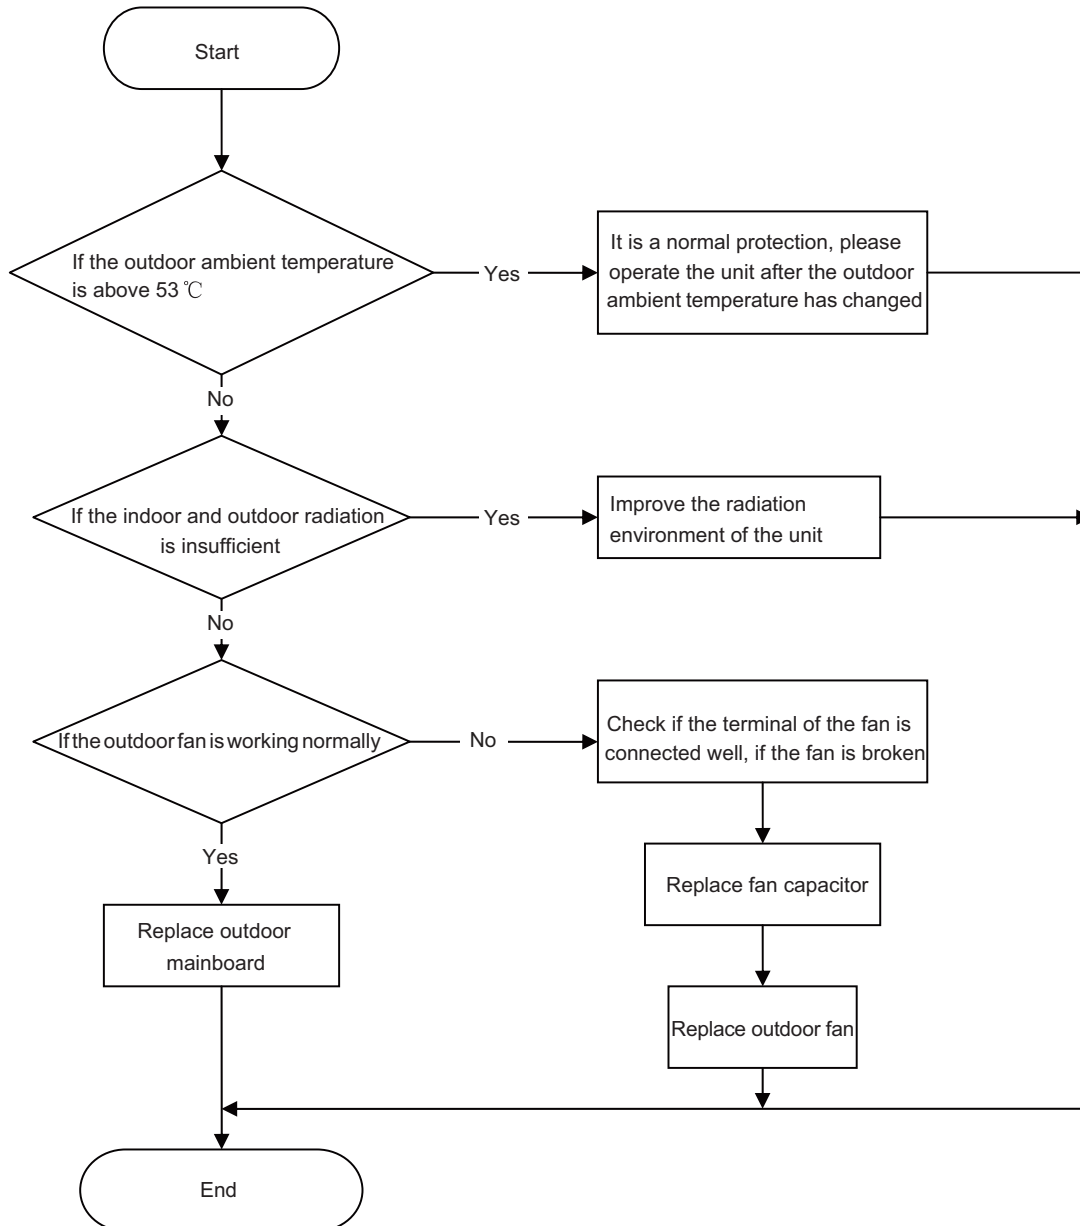 Start
If the outdoor ambient temperature
is above 53 ℃
Yes
It is a normal protection, please
operate the unit after the outdoor
ambient temperature has changed
No
If the indoor and outdoor radiation
is insufficient
Yes
Improve the radiation
environment of the unit
No
If the outdoor fan is working normally
No
Check if the terminal of the fan is
connected well, if the fan is broken
Yes
Replace fan capacitor
Replace outdoor
mainboard
Replace outdoor fan
End